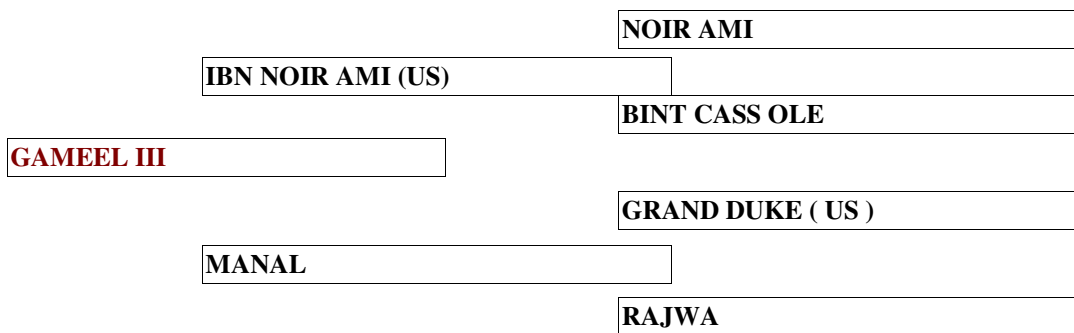 NOIR AMI
IBN NOIR AMI (US)
BINT CASS OLE
GAMEEL III
GRAND DUKE ( US )
MANAL
RAJWA